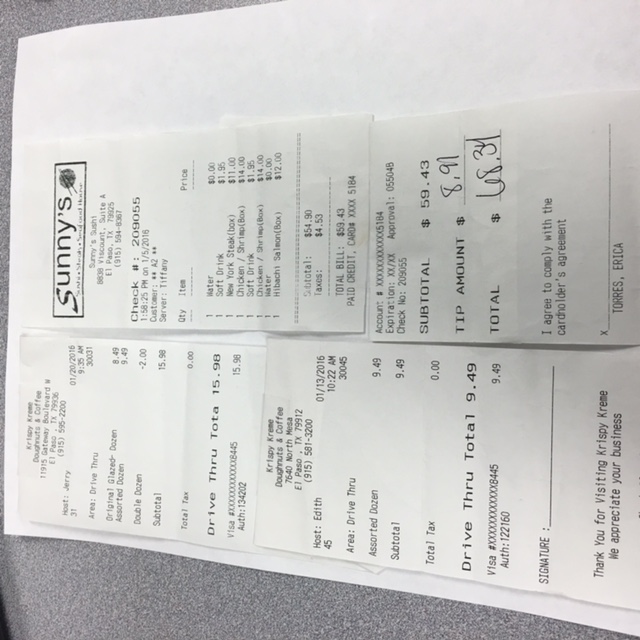 Krispy Kreme
Doughnuts & Coffee
11915 Gateway Boulevard W
El Paso , TX 79936
(915) 595-2200
Host: Jerry 01/20/2016
31 9:35 AM
30031
Area: Drive Thru
Original Glazed- Dozen 8.49
Assorted Dozen 9.49
Double Dozen -2.00
Subtotal 15.98
Total Tax 0.00
Drive Thru Tota 15.98
Visa #XXXXXXXXXXXX8445 15.98
Auth:134202
Krispy Kreme
Doughnuts & Coffee
7640 North Mesa
El Paso , TX 79912
(915) 581-3200
Host: Edith 01/13/2016
45 10:22 AM
30045
Area: Drive Thru
Assorted Dozen 9.49
Subtotal 9.49
Total Tax 0.00
Drive Thru Total 9.49
Visa #XXXXXXXXXXXX8445 9.49
Auth:122160
SIGNATURE :
Thank You for Visiting Krispy Kreme
We appreciate your business
Sunny's
Sushi • Steak • Seafood House
Sunny's Sushi
8838 Viscount, Suite A
El Paso, TX 79925
(915) 594-8367
Check #: 209055
1:58:25 PM on 1/5/2016
Customer: ** A2 **
Server: Tiffany
Qty Item Price
1 Water $0.00
1 Soft Drink $1.95
1 New York Steak(box) $11.00
1 Chicken / Shrimp(Box) $14.00
1 Soft Drink $1.95
1 Chicken / Shrimp(Box) $14.00
1 Water $0.00
1 Hibachi Salmon(Box) $12.00
Subtotal: $54.90
Taxes: $4.53
TOTAL BILL: $59.43
PAID CREDIT, CARD# XXXX 5184
Account # XXXXXXXXXXXX5184
Expiration: XX/XX Approval: 05504B
Check No: 209055
SUBTOTAL $ 59.43
TIP AMOUNT $ 8.91
TOTAL $ 68.34
I agree to comply with the
cardholder's agreement
X
TORRES, ERICA